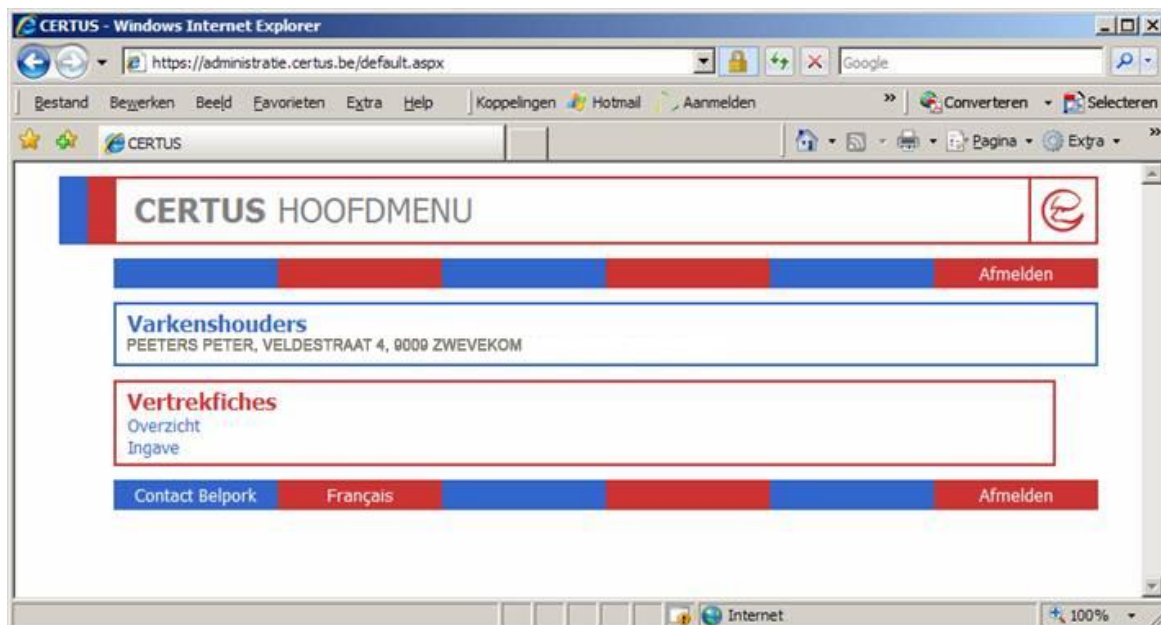 CERTUS - Windows Internet Explorer
https://administratie.certus.be/default.aspx
Google
Bestand Bewerken Beeld Favorieten Extra Help Koppelingen Hotmail Aanmelden » Converteren Selecteren
CERTUS Pagina Extra »
CERTUS HOOFDMENU
Afmelden
Varkenshouders
PEETERS PETER, VELDESTRAAT 4, 9009 ZWEVEKOM
Vertrekfiches
Overzicht
Ingave
Contact Belpork Français Afmelden
Internet 100%